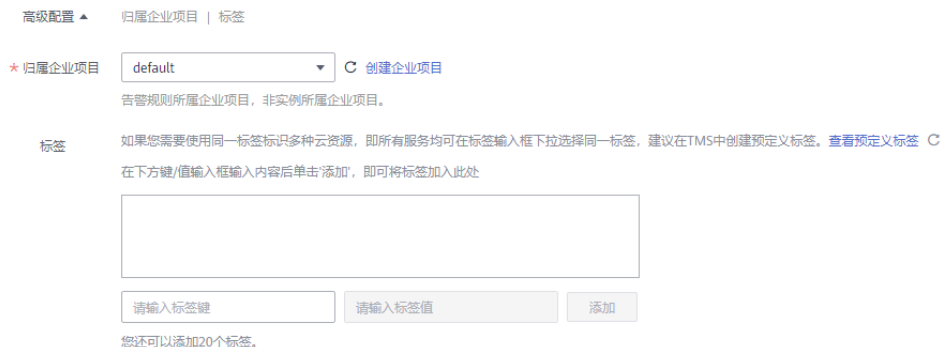 高级配置 ▲ 归属企业项目 | 标签
* 归属企业项目 default ▼ C 创建企业项目
告警规则所属企业项目，非实例所属企业项目。
标签 如果您需要使用同一标签标识多种云资源，即所有服务均可在标签输入框下拉选择同一标签，建议在TMS中创建预定义标签。查看预定义标签 C
在下方键/值输入框输入内容后单击'添加'，即可将标签加入此处
请输入标签键 请输入标签值 添加
您还可以添加20个标签。